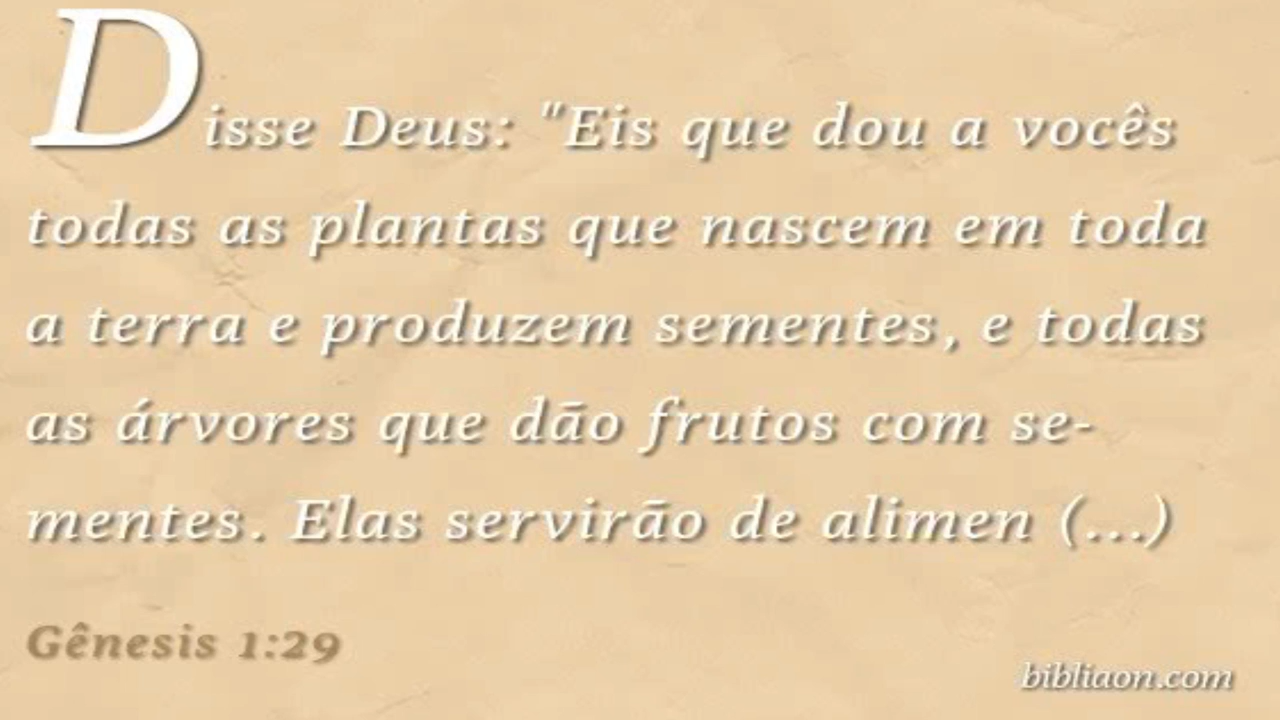 Disse Deus: "Eis que dou a vocês
todas as plantas que nascem em toda
a terra e produzem sementes, e todas
as árvores que dão frutos com se-
mentes. Elas servirão de alimen (...)
Gênesis 1:29
bibliaon.com